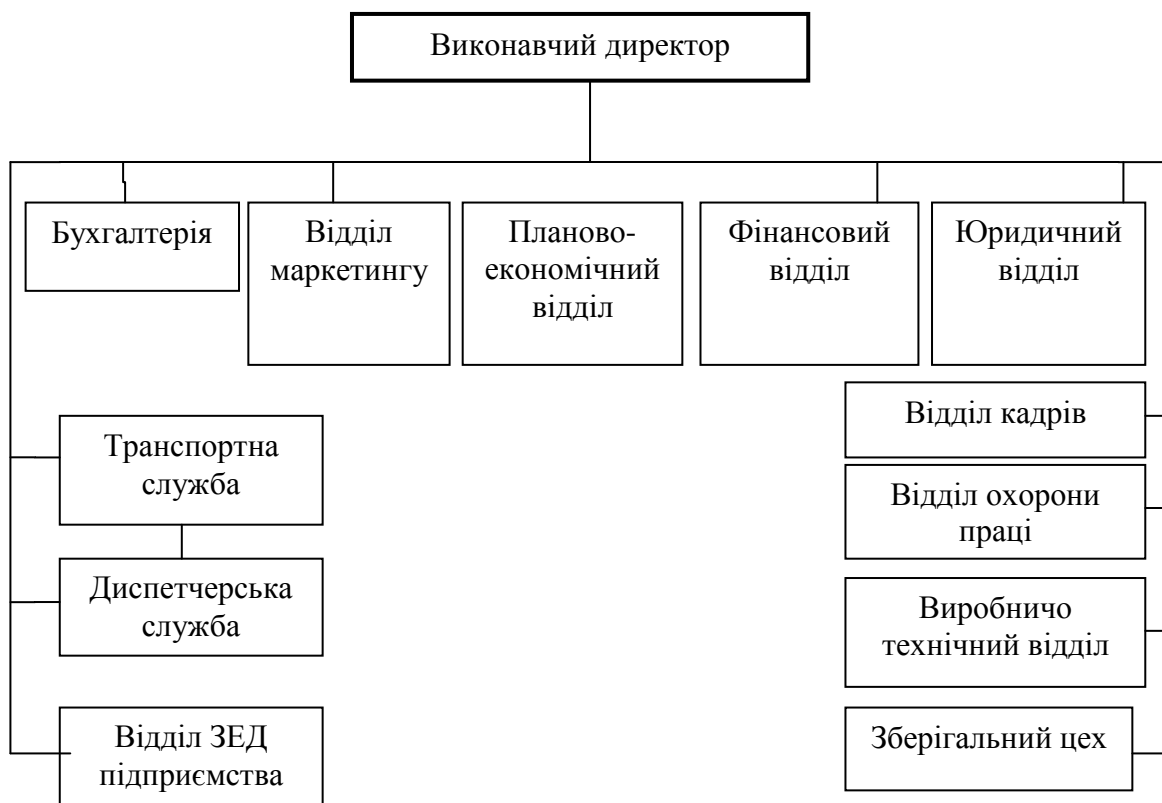 Виконавчий директор
Бухгалтерія
Відділ
маркетингу
Планово-
економічний
відділ
Фінансовий
відділ
Юридичний
відділ
Транспортна
служба
Диспетчерська
служба
Відділ ЗЕД
підприємства
Відділ кадрів
Відділ охорони
праці
Виробничо
технічний відділ
Зберігальний цех